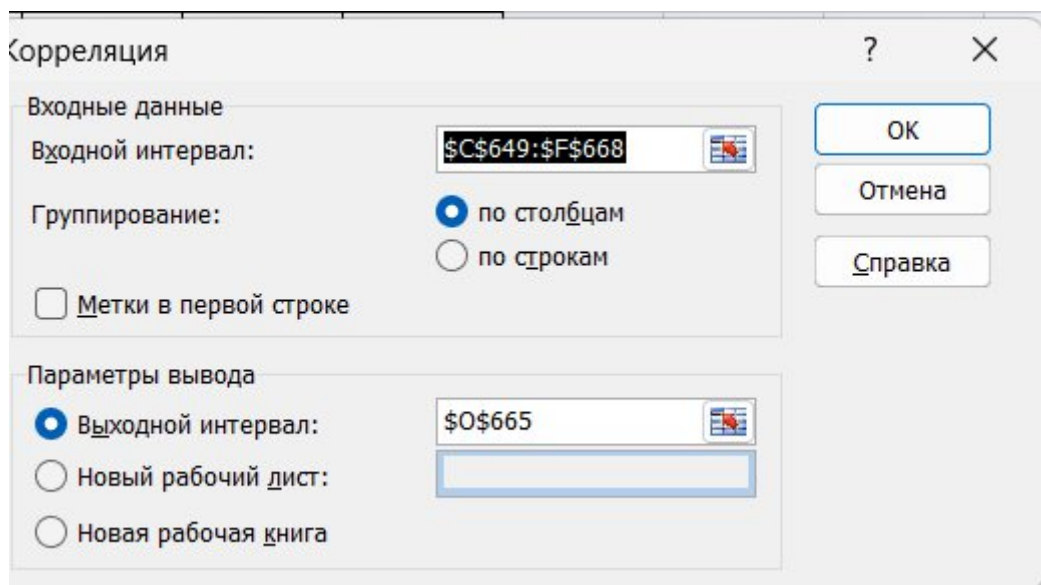 Корреляция
?
Входные данные
Входной интервал:
$C$649:$F$668
Группирование:
по столбцам
по строкам
Метки в первой строке
Параметры вывода
Выходной интервал:
$O$665
Новый рабочий лист:
Новая рабочая книга
OK
Отмена
Справка